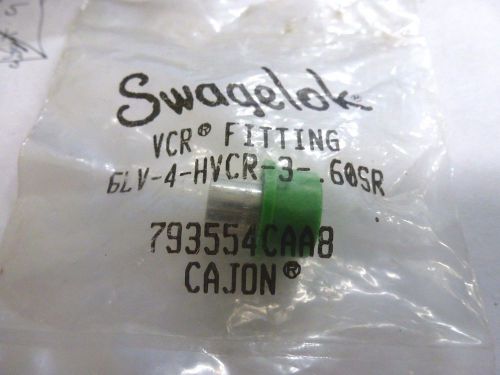 Swagelok
VCR® FITTING
6LV-4-HVCR-3-.60SR
793554CAA8
CAJON®